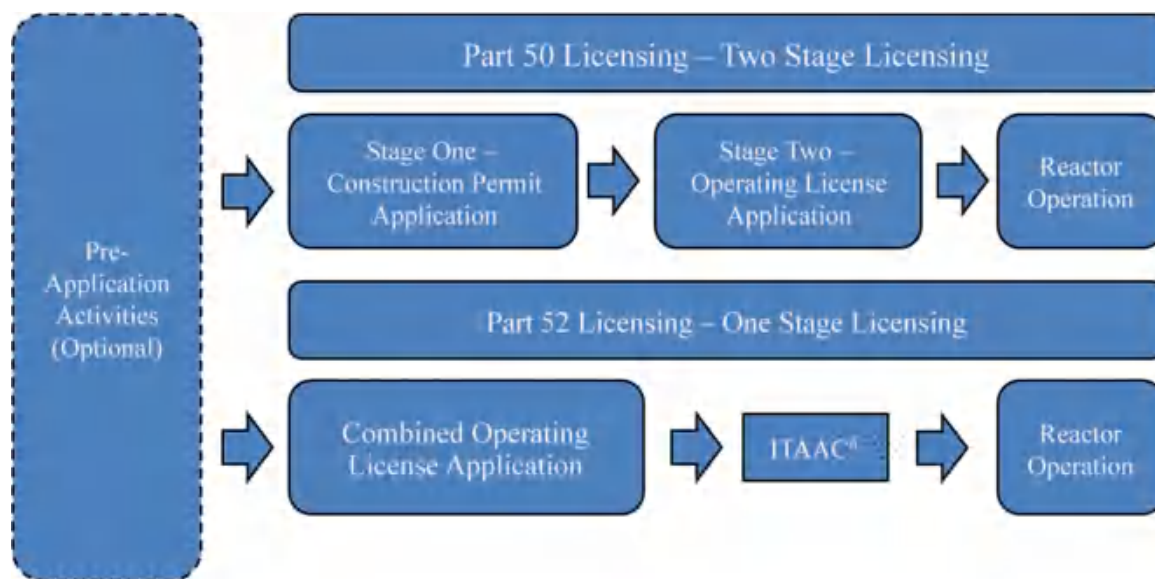 Pre-
Application
Activities
(Optional)
Part 50 Licensing – Two Stage Licensing
Stage One –
Construction Permit
Application
Stage Two –
Operating License
Application
Reactor
Operation
Part 52 Licensing – One Stage Licensing
Combined Operating
License Application
ITAAC
Reactor
Operation